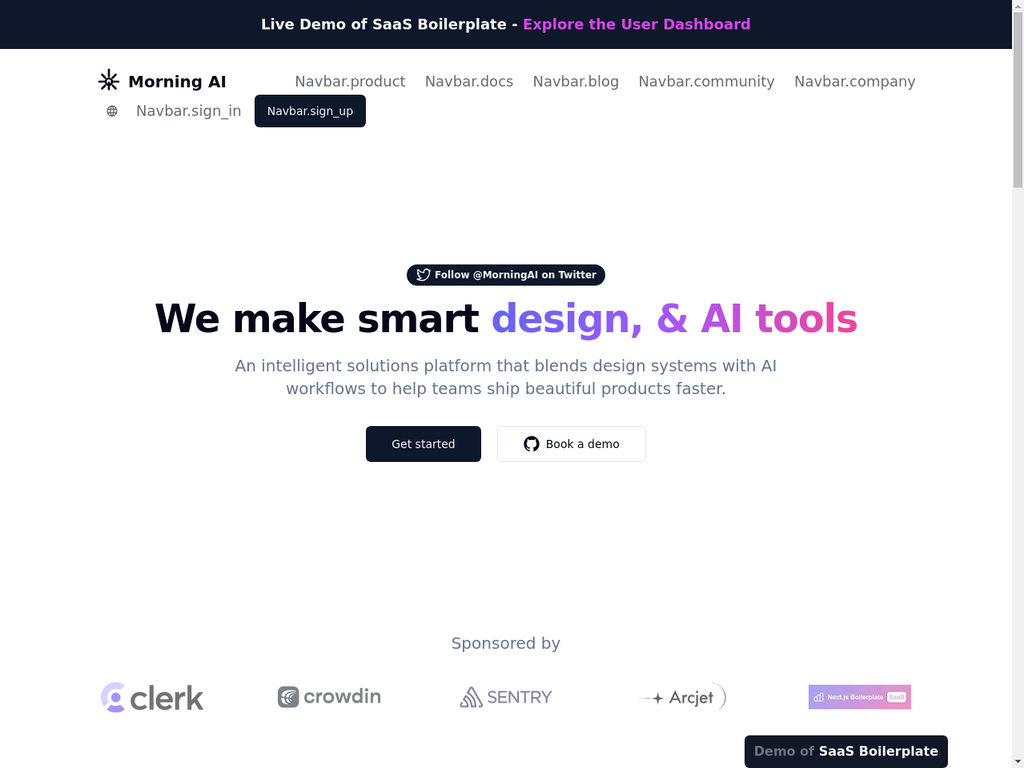 Live Demo of SaaS Boilerplate - Explore the User Dashboard
Morning AI
Navbar.product Navbar.docs Navbar.blog Navbar.community Navbar.company
Navbar.sign_in Navbar.sign_up
Follow @MorningAI on Twitter
We make smart design, & AI tools
An intelligent solutions platform that blends design systems with AI
workflows to help teams ship beautiful products faster.
Get started Book a demo
Sponsored by
clerk crowdin SENTRY Arcjet Next.js Boilerplate SaaS
Demo of SaaS Boilerplate